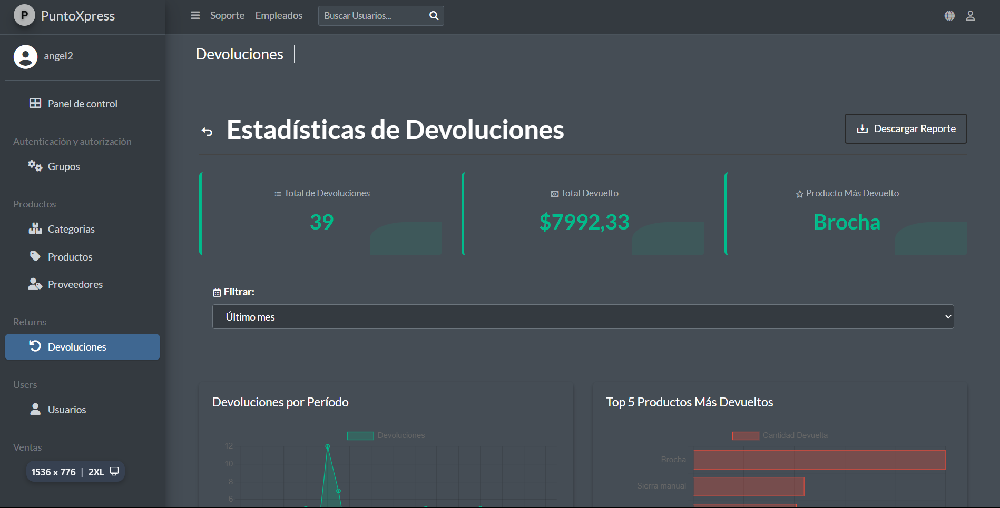 P PuntoXpress
Soporte Empleados Buscar Usuarios...
angel2
Devoluciones
Panel de control
Autenticación y autorización
Grupos
Productos
Categorias
Productos
Proveedores
Returns
Devoluciones
Users
Usuarios
Ventas
1536 x 776 | 2XL
Estadísticas de Devoluciones
Descargar Reporte
Total de Devoluciones
39
Total Devuelto
$7992,33
Producto Más Devuelto
Brocha
Filtrar:
Último mes
Devoluciones por Período
Devoluciones
12
10
8
6
Top 5 Productos Más Devueltos
Cantidad Devuelta
Brocha
Sierra manual